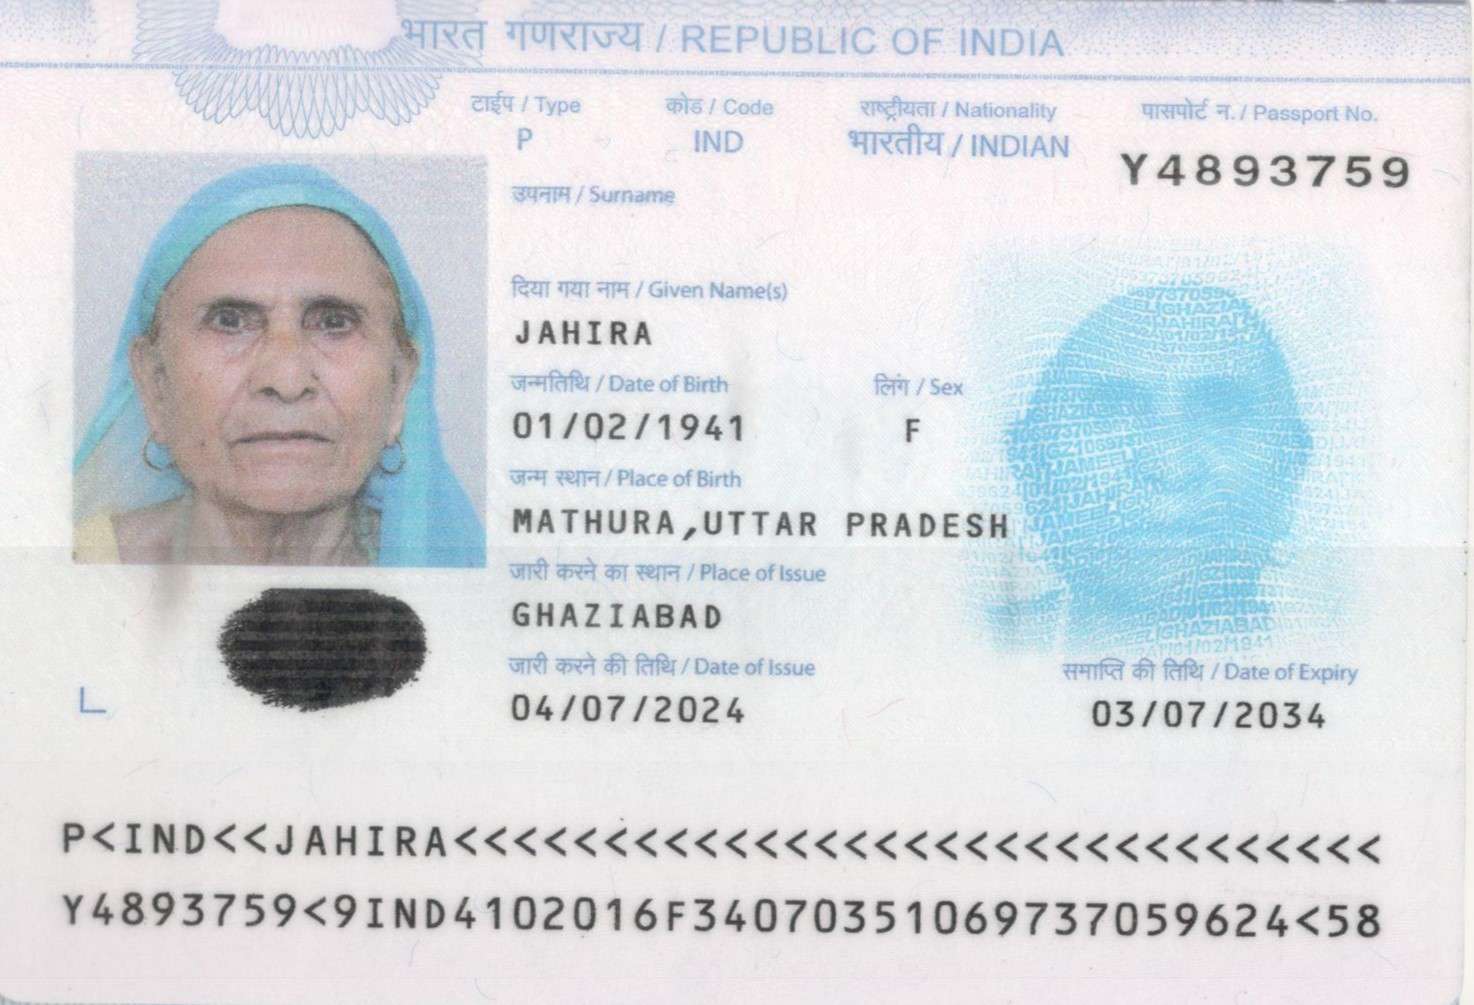 भारत गणराज्य / REPUBLIC OF INDIA
टाईप / Type कोड / Code राष्ट्रीयता / Nationality पासपोर्ट न. / Passport No.
P IND भारतीय / INDIAN Y4893759
उपनाम / Surname
दिया गया नाम / Given Name(s)
JAHIRA
जन्मतिथि / Date of Birth लिंग / Sex
01/02/1941 F
जन्म स्थान / Place of Birth
MATHURA,UTTAR PRADESH
जारी करने का स्थान / Place of Issue
GHAZIABAD
जारी करने की तिथि / Date of Issue समाप्ति की तिथि / Date of Expiry
04/07/2024 03/07/2034
P<IND<<JAHIRA<<<<<<<<<<<<<<<<<<<<<<<<<<<<<<<
Y4893759<9IND4102016F34070351069737059624<58